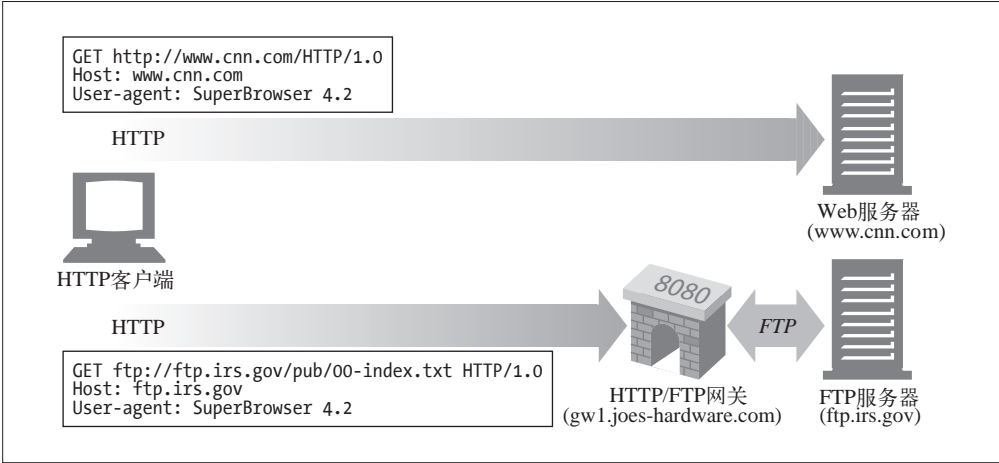 GET http://www.cnn.com/HTTP/1.0
Host: www.cnn.com
User-agent: SuperBrowser 4.2
HTTP
Web服务器
(www.cnn.com)
HTTP客户端
8080
HTTP
FTP
GET ftp://ftp.irs.gov/pub/00-index.txt HTTP/1.0
Host: ftp.irs.gov
User-agent: SuperBrowser 4.2
HTTP/FTP网关
(gw1.joes-hardware.com)
FTP服务器
(ftp.irs.gov)